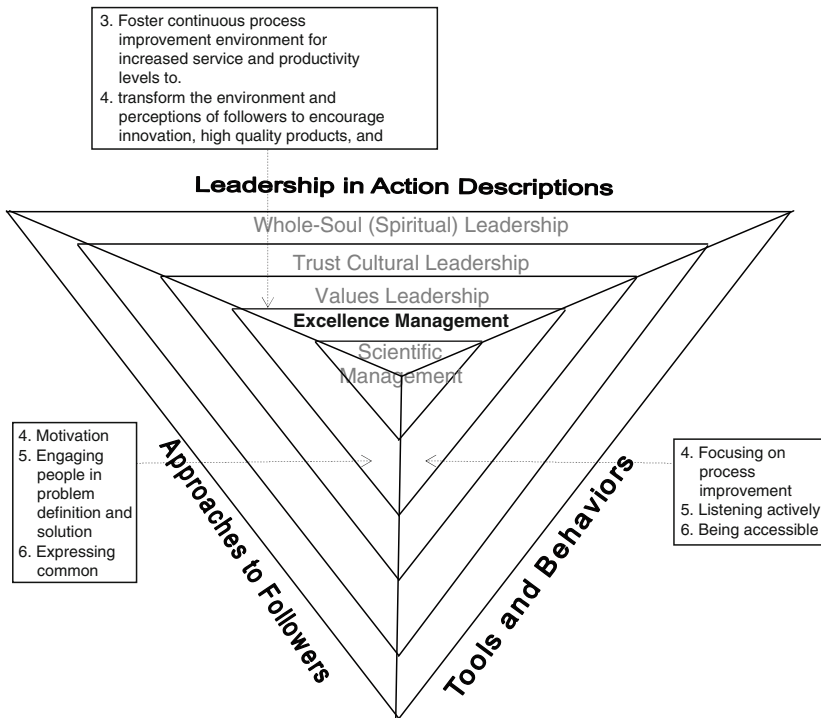 3. Foster continuous process
improvement environment for
increased service and productivity
levels to.
4. transform the environment and
perceptions of followers to encourage
innovation, high quality products, and
Leadership in Action Descriptions
Whole-Soul (Spiritual) Leadership
Trust Cultural Leadership
Values Leadership
Excellence Management
Scientific
Management
4. Motivation
5. Engaging
people in
problem
definition and
solution
6. Expressing
common
Approaches to Followers
Tools and Behaviors
4. Focusing on
process
improvement
5. Listening actively
6. Being accessible